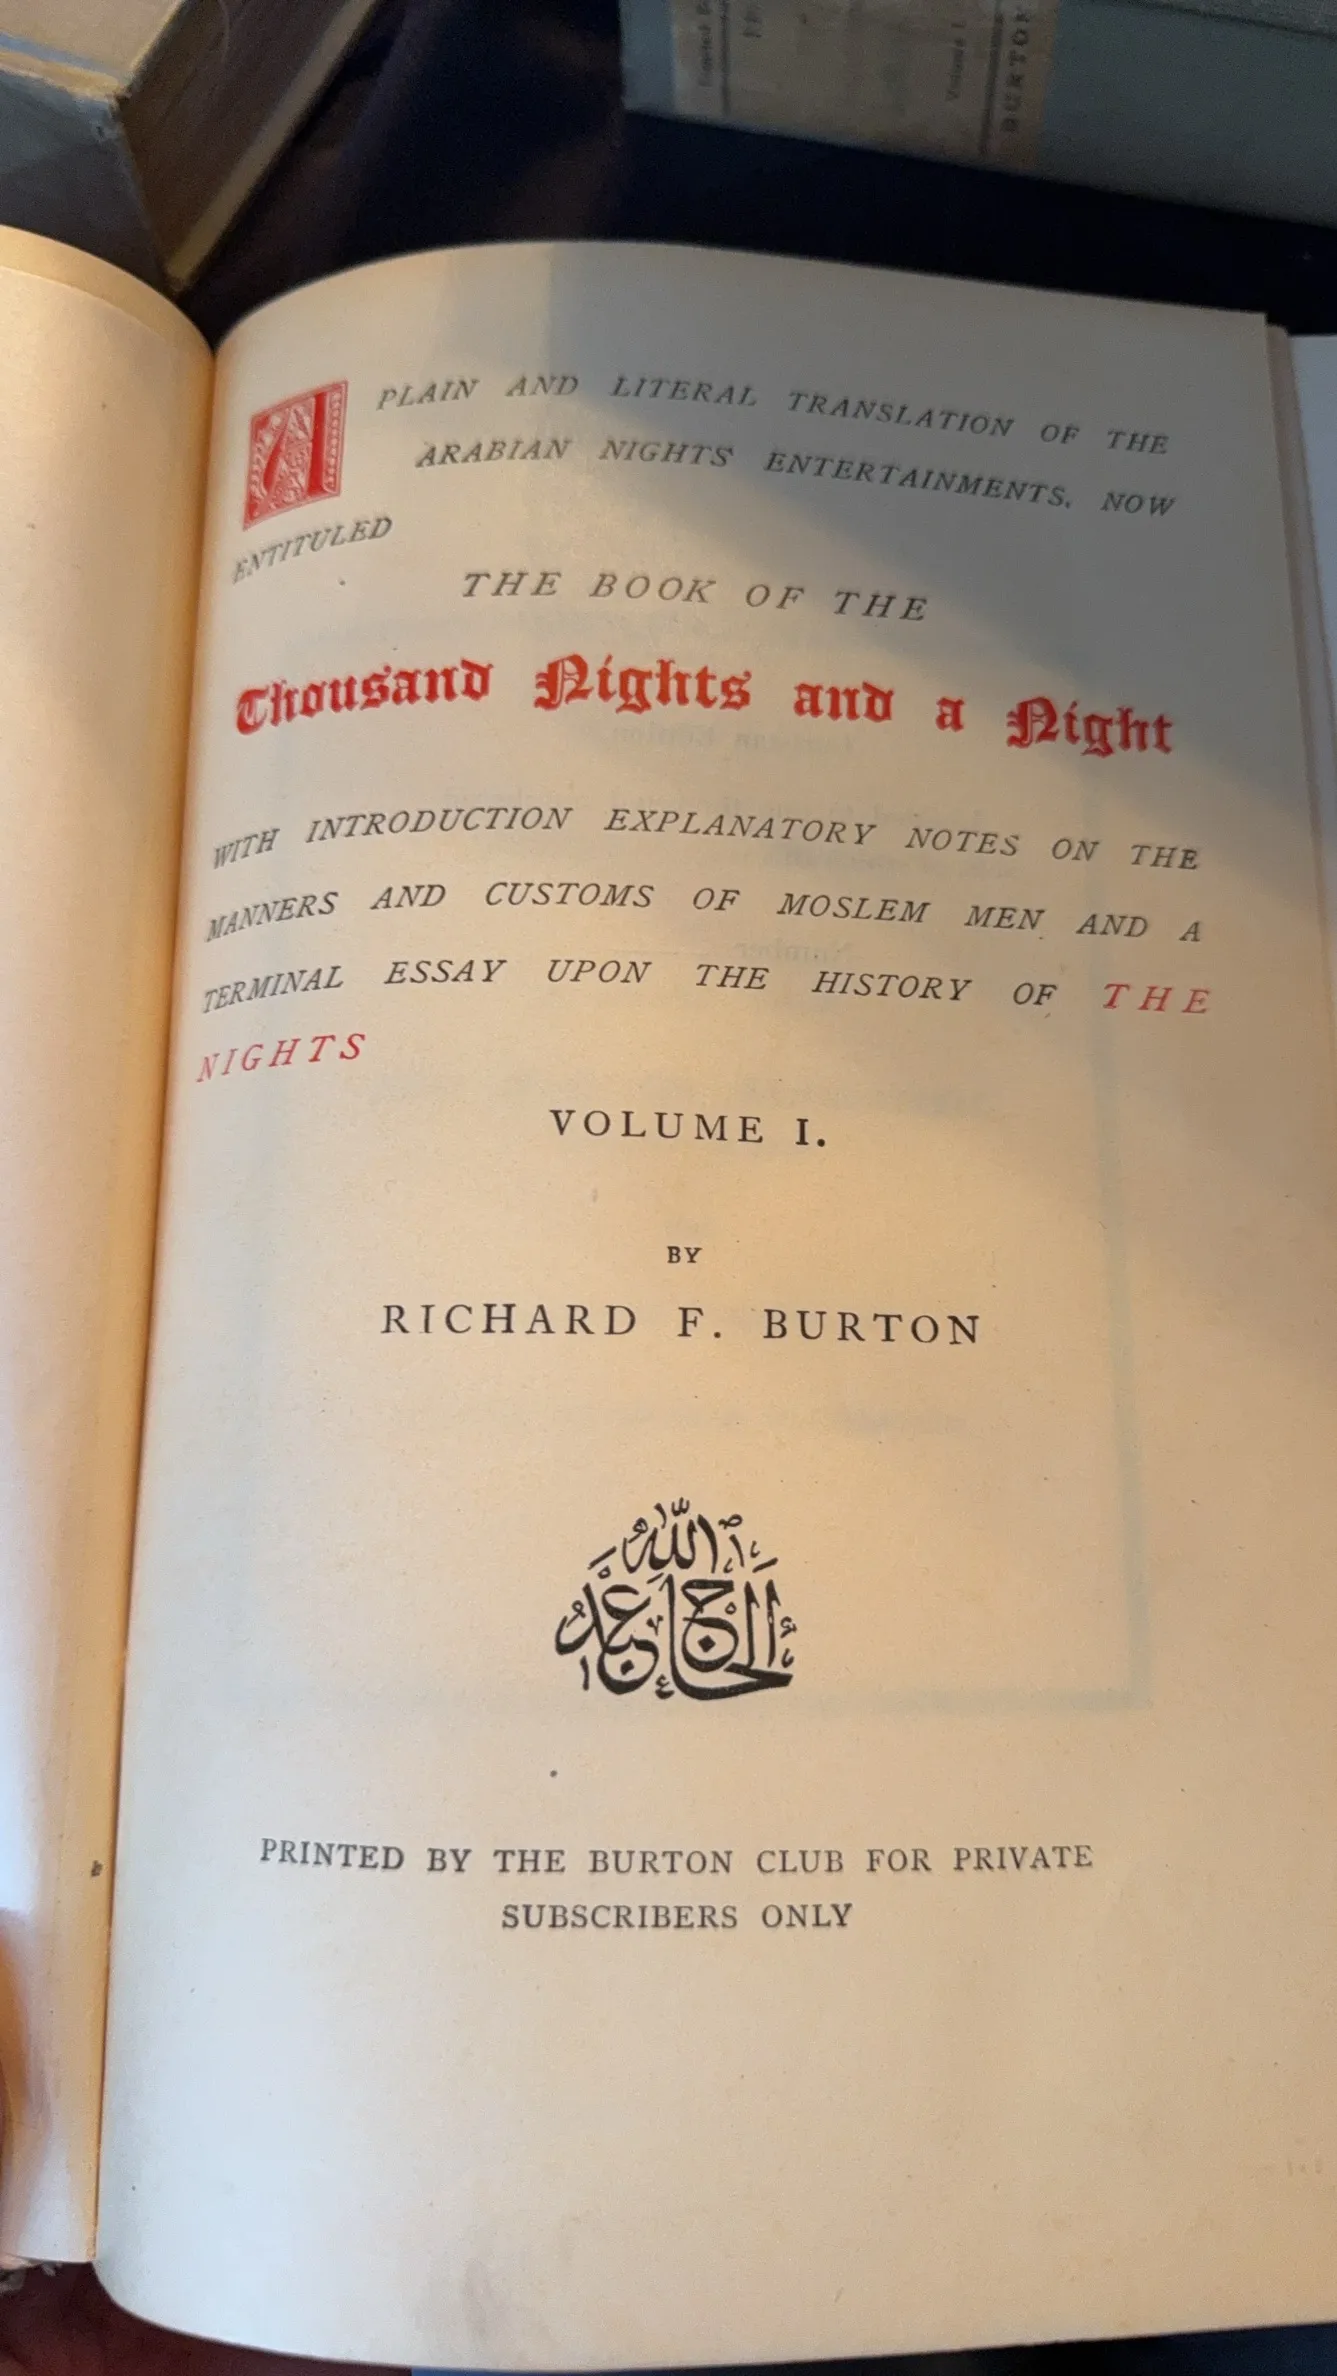 A PLAIN AND LITERAL TRANSLATION OF THE
ARABIAN NIGHTS ENTERTAINMENTS, NOW
ENTITULED
THE BOOK OF THE
Thousand Nights and a Night
WITH INTRODUCTION EXPLANATORY NOTES ON THE
MANNERS AND CUSTOMS OF MOSLEM MEN AND A
TERMINAL ESSAY UPON THE HISTORY OF THE
NIGHTS
VOLUME I.
BY
RICHARD F. BURTON
الحاج عبد الله
PRINTED BY THE BURTON CLUB FOR PRIVATE
SUBSCRIBERS ONLY
Volume I
BURTON